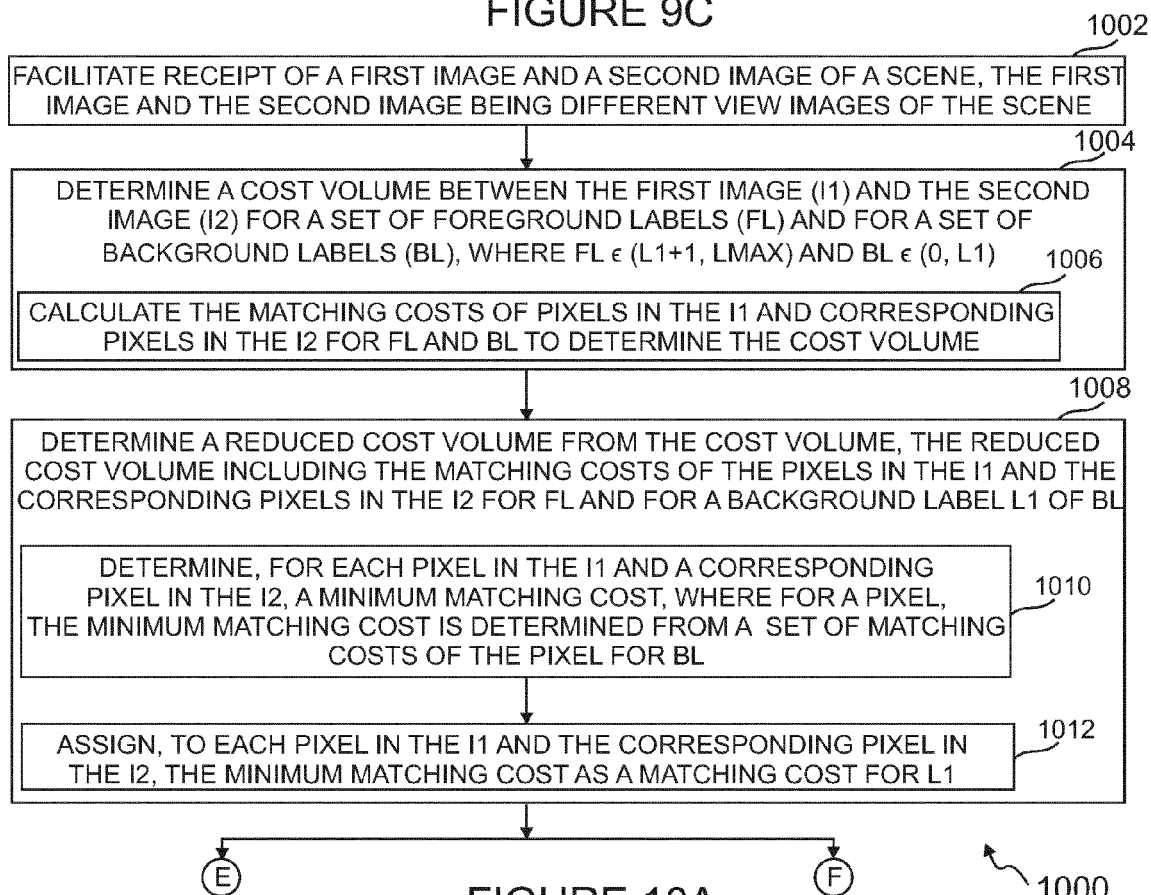 FIGURE 9C
1002
FACILITATE RECEIPT OF A FIRST IMAGE AND A SECOND IMAGE OF A SCENE, THE FIRST
IMAGE AND THE SECOND IMAGE BEING DIFFERENT VIEW IMAGES OF THE SCENE
1004
DETERMINE A COST VOLUME BETWEEN THE FIRST IMAGE (I1) AND THE SECOND
IMAGE (I2) FOR A SET OF FOREGROUND LABELS (FL) AND FOR A SET OF
BACKGROUND LABELS (BL), WHERE FL ϵ (L1+1, LMAX) AND BL ϵ (0, L1)
1006
CALCULATE THE MATCHING COSTS OF PIXELS IN THE I1 AND CORRESPONDING
PIXELS IN THE I2 FOR FL AND BL TO DETERMINE THE COST VOLUME
1008
DETERMINE A REDUCED COST VOLUME FROM THE COST VOLUME, THE REDUCED
COST VOLUME INCLUDING THE MATCHING COSTS OF THE PIXELS IN THE I1 AND THE
CORRESPONDING PIXELS IN THE I2 FOR FL AND FOR A BACKGROUND LABEL L1 OF BL
DETERMINE, FOR EACH PIXEL IN THE I1 AND A CORRESPONDING
PIXEL IN THE I2, A MINIMUM MATCHING COST, WHERE FOR A PIXEL,
THE MINIMUM MATCHING COST IS DETERMINED FROM A SET OF MATCHING
COSTS OF THE PIXEL FOR BL
1010
ASSIGN, TO EACH PIXEL IN THE I1 AND THE CORRESPONDING PIXEL IN
THE I2, THE MINIMUM MATCHING COST AS A MATCHING COST FOR L1
1012
E
F
1000
FIGURE 10A